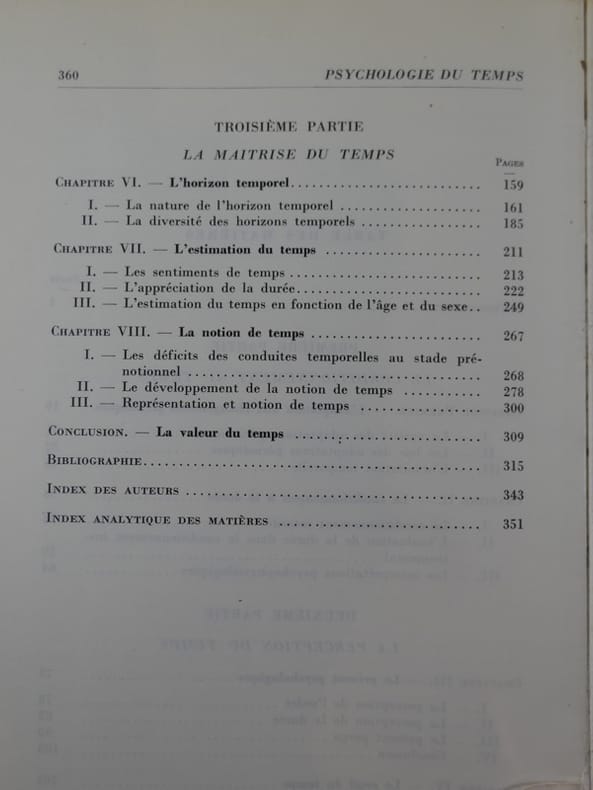 360 PSYCHOLOGIE DU TEMPS
TROISIÈME PARTIE
LA MAITRISE DU TEMPS
PAGES
CHAPITRE VI. — L'horizon temporel.......................... 159
I. — La nature de l'horizon temporel .................. 161
II. — La diversité des horizons temporels ................ 185
CHAPITRE VII. — L'estimation du temps ..................... 211
I. — Les sentiments de temps.......................... 213
II. — L'appréciation de la durée......................... 222
III. — L'estimation du temps en fonction de l'âge et du sexe.. 249
CHAPITRE VIII. — La notion de temps ....................... 267
I. — Les déficits des conduites temporelles au stade pré-
notionnel ........................................ 268
II. — Le développement de la notion de temps .......... 278
III. — Représentation et notion de temps ................ 300
CONCLUSION. — La valeur du temps ......................... 309
BIBLIOGRAPHIE............................................... 315
INDEX DES AUTEURS ........................................ 343
INDEX ANALYTIQUE DES MATIÈRES ........................... 351